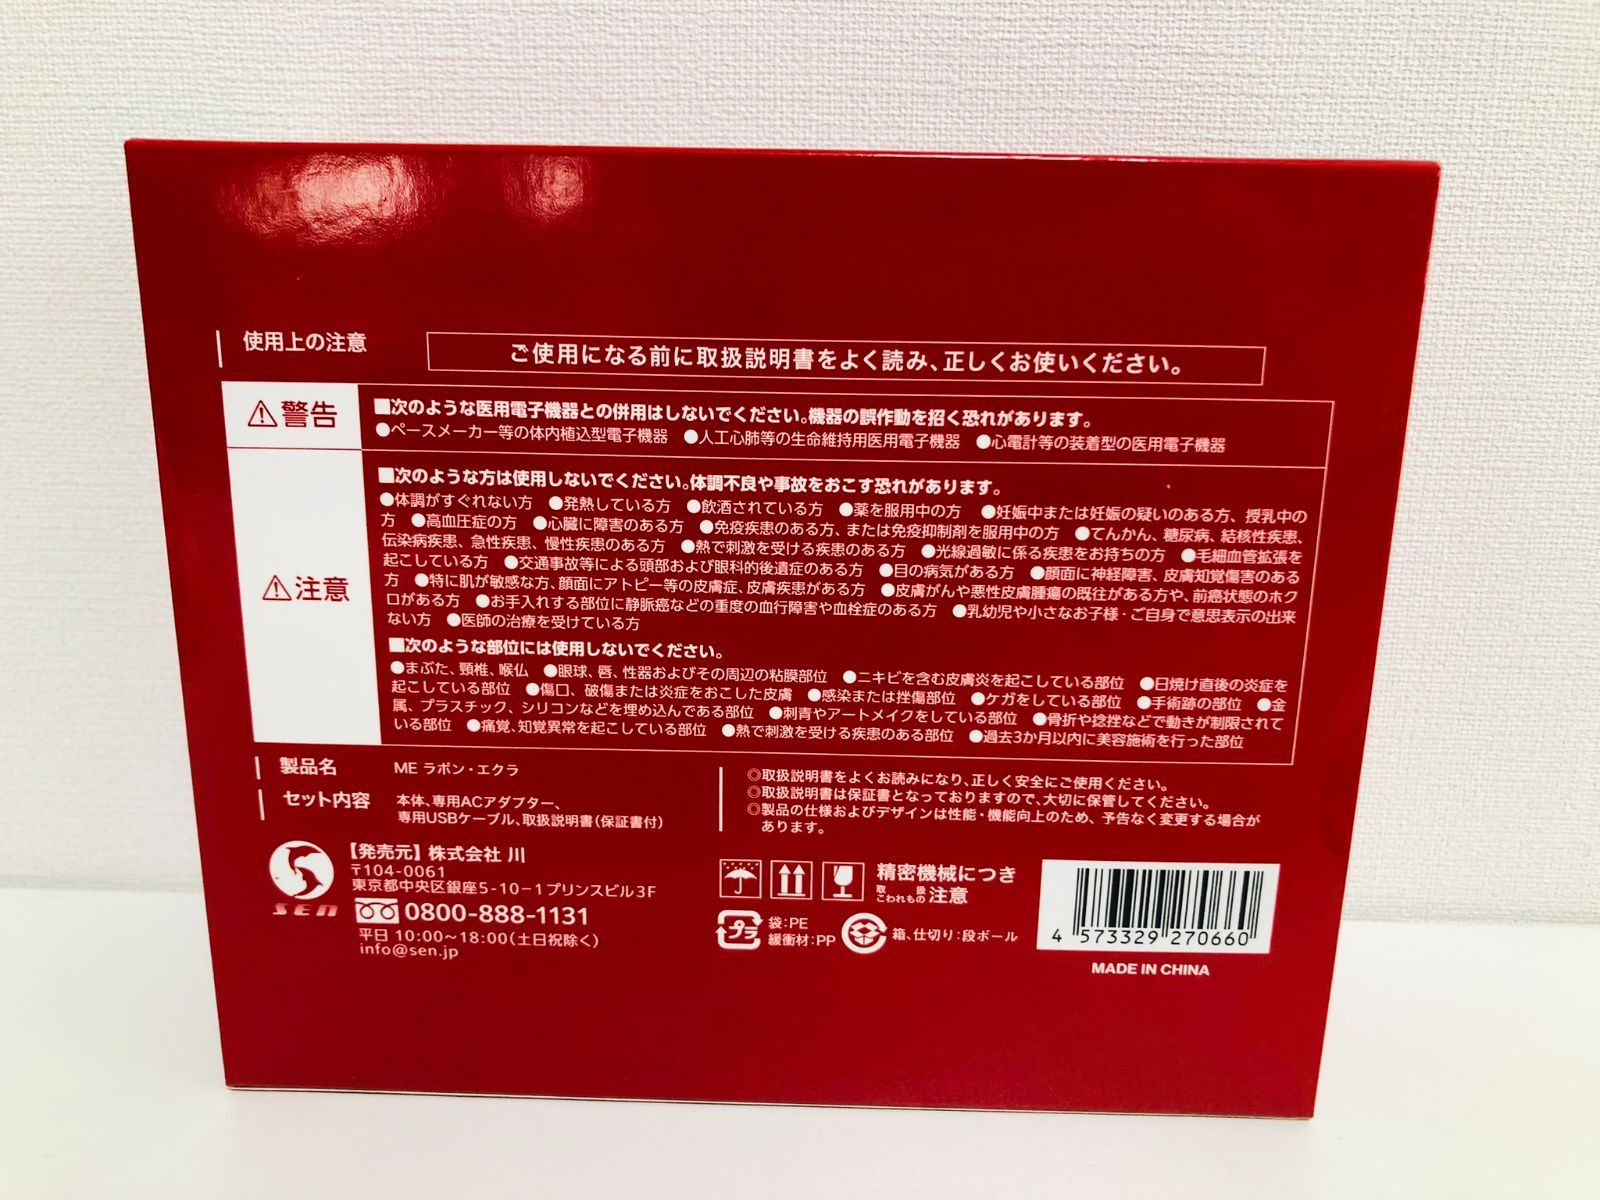 使用上の注意
ご使用になる前に取扱説明書をよく読み、正しくお使いください。
⚠警告
■次のような医用電子機器との併用はしないでください。機器の誤作動を招く恐れがあります。
●ペースメーカー等の体内植込型電子機器 ●人工心肺等の生命維持用医用電子機器 ●心電計等の装着型の医用電子機器
⚠注意
■次のような方は使用しないでください。体調不良や事故をおこす恐れがあります。
●体調がすぐれない方 ●発熱している方 ●飲酒されている方 ●薬を服用中の方 ●妊娠中または妊娠の疑いのある方、授乳中の
方 ●高血圧症の方 ●心臓に障害のある方 ●免疫疾患のある方、または免疫抑制剤を服用中の方 ●てんかん、糖尿病、結核性疾患、
伝染病疾患、急性疾患、慢性疾患のある方 ●熱で刺激を受ける疾患のある方 ●光線過敏に係る疾患をお持ちの方 ●毛細血管拡張を
起こしている方 ●交通事故等による頭部および眼科的後遺症のある方 ●目の病気がある方 ●顔面に神経障害、皮膚知覚傷害のある
方 ●特に肌が敏感な方、顔面にアトピー等の皮膚症、皮膚疾患がある方 ●皮膚がんや悪性皮膚腫瘍の既往がある方や、前癌状態のホク
ロがある方 ●お手入れする部位に静脈癌などの重度の血行障害や血栓症のある方 ●乳幼児や小さなお子様・ご自身で意思表示の出来
ない方 ●医師の治療を受けている方
■次のような部位には使用しないでください。
●まぶた、頸椎、喉仏 ●眼球、唇、性器およびその周辺の粘膜部位 ●ニキビを含む皮膚炎を起こしている部位 ●日焼け直後の炎症を
起こしている部位 ●傷口、破傷または炎症をおこした皮膚 ●感染または挫傷部位 ●ケガをしている部位 ●手術跡の部位 ●金
属、プラスチック、シリコンなどを埋め込んである部位 ●刺青やアートメイクをしている部位 ●骨折や捻挫などで動きが制限されて
いる部位 ●痛覚、知覚異常を起こしている部位 ●熱で刺激を受ける疾患のある部位 ●過去3か月以内に美容施術を行った部位
製品名 ME ラボン・エクラ
セット内容 本体、専用ACアダプター、
専用USBケーブル、取扱説明書(保証書付)
◎取扱説明書をよくお読みになり、正しく安全にご使用ください。
◎取扱説明書は保証書となっておりますので、大切に保管してください。
◎製品の仕様およびデザインは性能・機能向上のため、予告なく変更する場合が
あります。
SEN
【発売元】株式会社 川
〒104-0061
東京都中央区銀座5-10-1プリンスビル3F
0800-888-1131
平日 10:00~18:00(土日祝除く)
info@sen.jp
精密機械につき
取扱注意
こわれもの
プラ
袋:PE
緩衝材:PP
箱、仕切り:段ボール
4 573329 270660
MADE IN CHINA